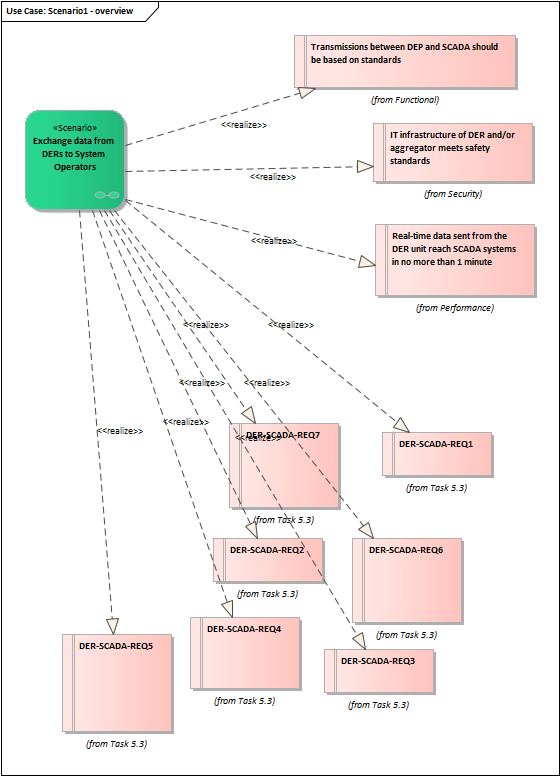 Use Case: Scenario1 - overview
Transmissions between DEP and SCADA should
be based on standards
(from Functional)
«Scenario»
Exchange data from
DERs to System
Operators
<<realize>>
IT infrastructure of DER and/or
aggregator meets safety
standards
<<realize>>
(from Security)
Real-time data sent from the
DER unit reach SCADA systems
in no more than 1 minute
<<realize>>
(from Performance)
<<realize>>
<<realize>>
<<realize>>
<<realize>>
<<realize>>
<<realize>>
<<realize>>
DER-SCADA-REQ7
(from Task 5.3)
DER-SCADA-REQ1
(from Task 5.3)
DER-SCADA-REQ2
(from Task 5.3)
DER-SCADA-REQ6
(from Task 5.3)
DER-SCADA-REQ4
(from Task 5.3)
DER-SCADA-REQ5
(from Task 5.3)
DER-SCADA-REQ3
(from Task 5.3)